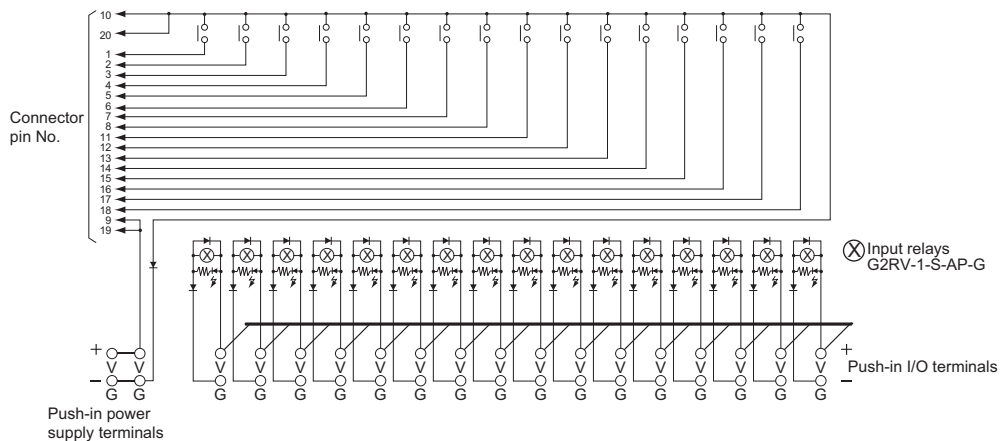 10
20
1
2
3
4
5
6
7
8
11
12
13
14
15
16
17
18
9
19
Connector
pin No.
Input relays
G2RV-1-S-AP-G
+ V V
− G G
Push-in power
supply terminals
V V V V V V V V V V V V V V V V +
G G G G G G G G G G G G G G G G −
Push-in I/O terminals